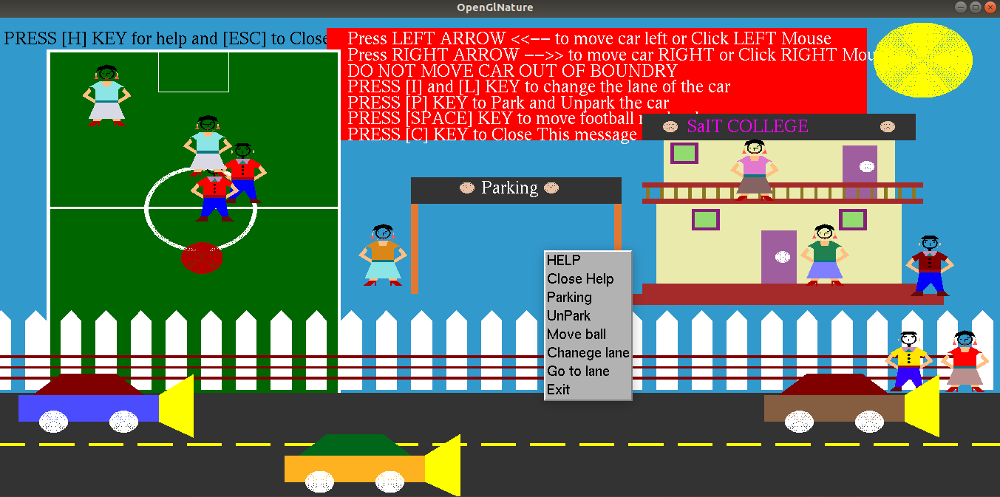 OpenGlNature
PRESS [H] KEY for help and [ESC] to Close
Press LEFT ARROW <<-- to move car left or Click LEFT Mouse
Press RIGHT ARROW -->> to move car RIGHT or Click RIGHT Mou
DO NOT MOVE CAR OUT OF BOUNDRY
PRESS [I] and [L] KEY to change the lane of the car
PRESS [P] KEY to Park and Unpark the car
PRESS [SPACE] KEY to move football
PRESS [C] KEY to Close This message
SaIT COLLEGE
Parking
HELP
Close Help
Parking
UnPark
Move ball
Chanege lane
Go to lane
Exit